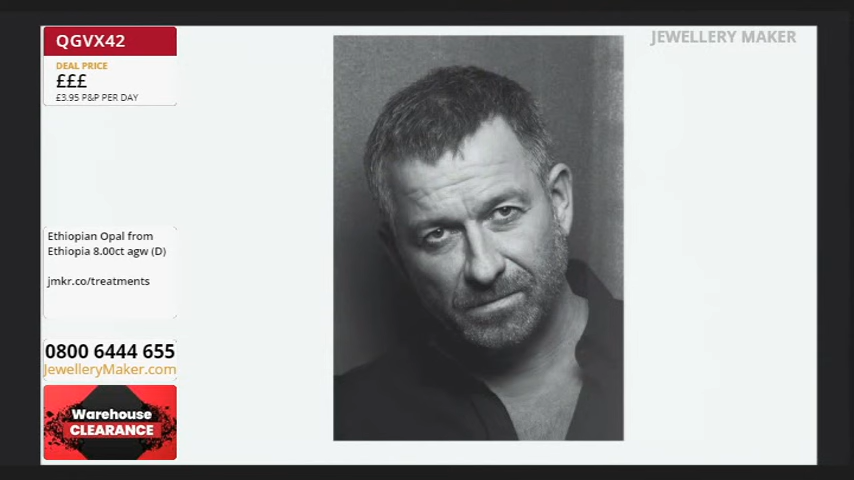 QGVX42
DEAL PRICE
£££
£3.95 P&P PER DAY
JEWELLERY MAKER
Ethiopian Opal from
Ethiopia 8.00ct agw (D)
jmkr.co/treatments
0800 6444 655
JewelleryMaker.com
Warehouse
CLEARANCE